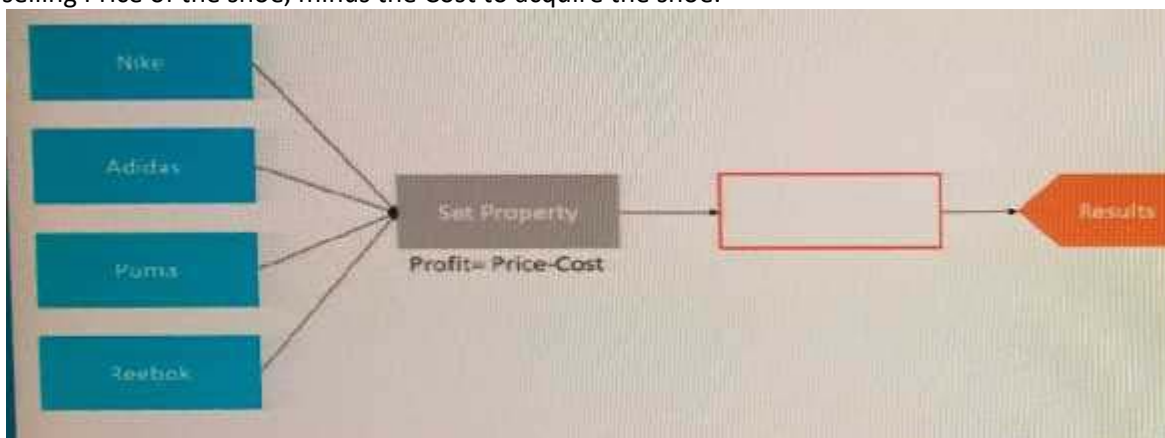 selling Price of the shoe, minus the Cost to acquire the shoe.
Nike
Adidas
Puma
Reebok
Set Property
Profit= Price-Cost
Results